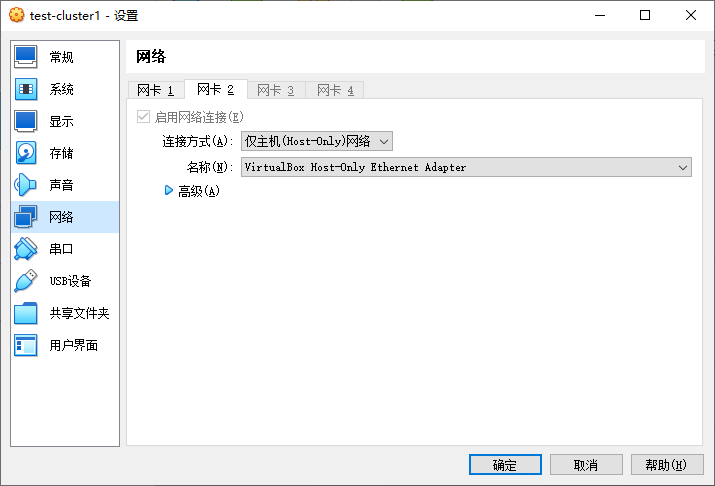 test-cluster1 - 设置
常规
系统
显示
存储
声音
网络
串口
USB设备
共享文件夹
用户界面
网络
网卡 1
网卡 2
网卡 3
网卡 4
启用网络连接(E)
连接方式(A):
仅主机(Host-Only)网络
名称(N):
VirtualBox Host-Only Ethernet Adapter
高级(A)
确定
取消
帮助(H)